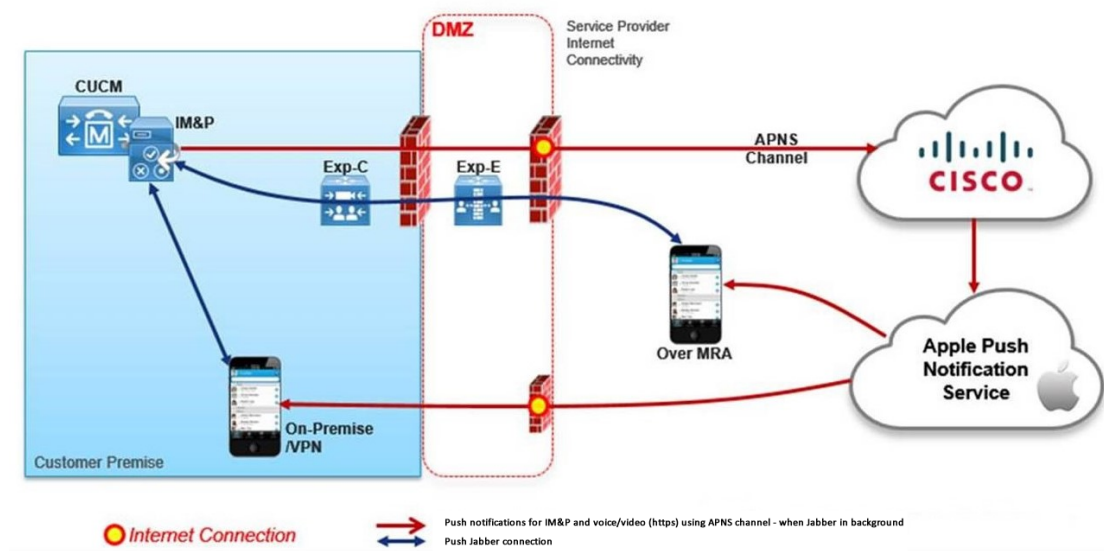 DMZ
Service Provider
Internet
Connectivity
CUCM
IM&P
M
Exp-C
Exp-E
APNS
Channel
CISCO
Over MRA
Apple Push
Notification
Service
On-Premise
/VPN
Customer Premise
Internet Connection
Push notifications for IM&P and voice/video (https) using APNS channel - when Jabber in background
Push Jabber connection